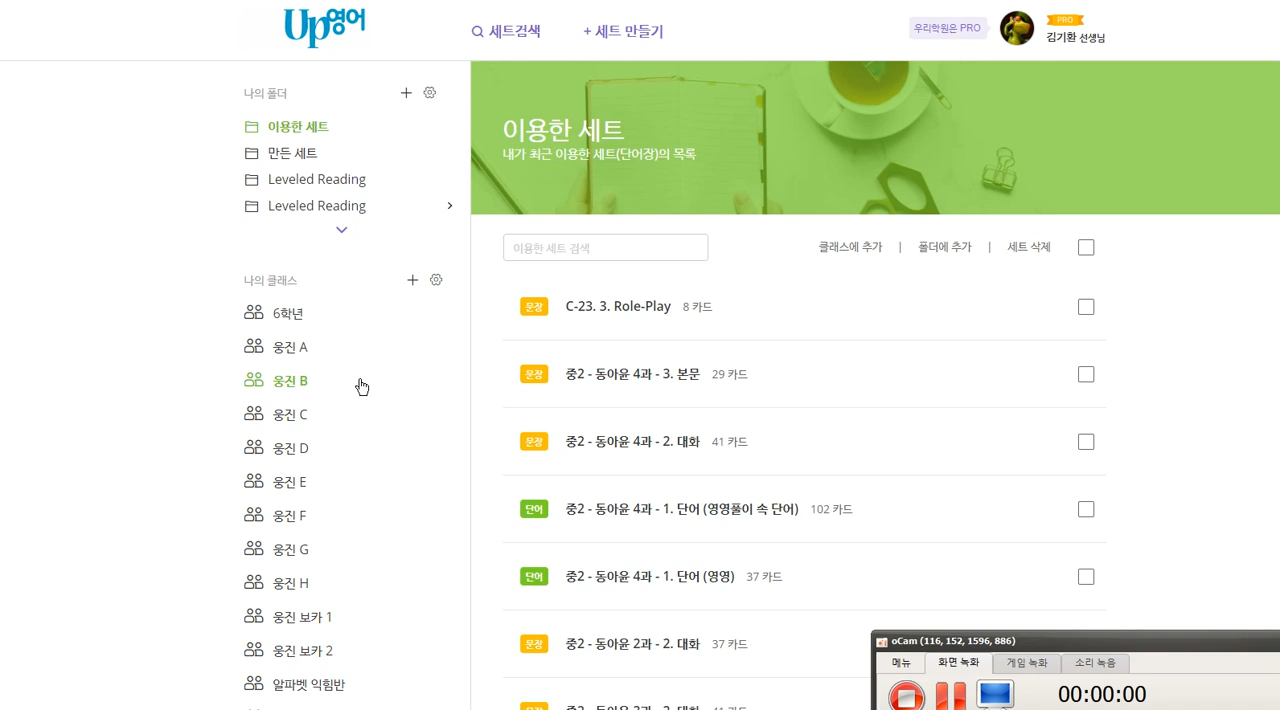 Up영어
세트검색
+ 세트 만들기
우리학원은 PRO
PRO
김기환 선생님
나의 폴더
이용한 세트
만든 세트
Leveled Reading
Leveled Reading
나의 클래스
6학년
웅진 A
웅진 B
웅진 C
웅진 D
웅진 E
웅진 F
웅진 G
웅진 H
웅진 보카 1
웅진 보카 2
알파벳 익힘반
이용한 세트
내가 최근 이용한 세트(단어장)의 목록
이용한 세트 검색
클래스에 추가 | 폴더에 추가 | 세트 삭제
문장 C-23. 3. Role-Play 8 카드
문장 중2 - 동아윤 4과 - 3. 본문 29 카드
문장 중2 - 동아윤 4과 - 2. 대화 41 카드
단어 중2 - 동아윤 4과 - 1. 단어 (영영풀이 속 단어) 102 카드
단어 중2 - 동아윤 4과 - 1. 단어 (영영) 37 카드
문장 중2 - 동아윤 2과 - 2. 대화 37 카드
oCam (116, 152, 1596, 886)
메뉴 화면 녹화 게임 녹화 소리 녹음
00:00:00